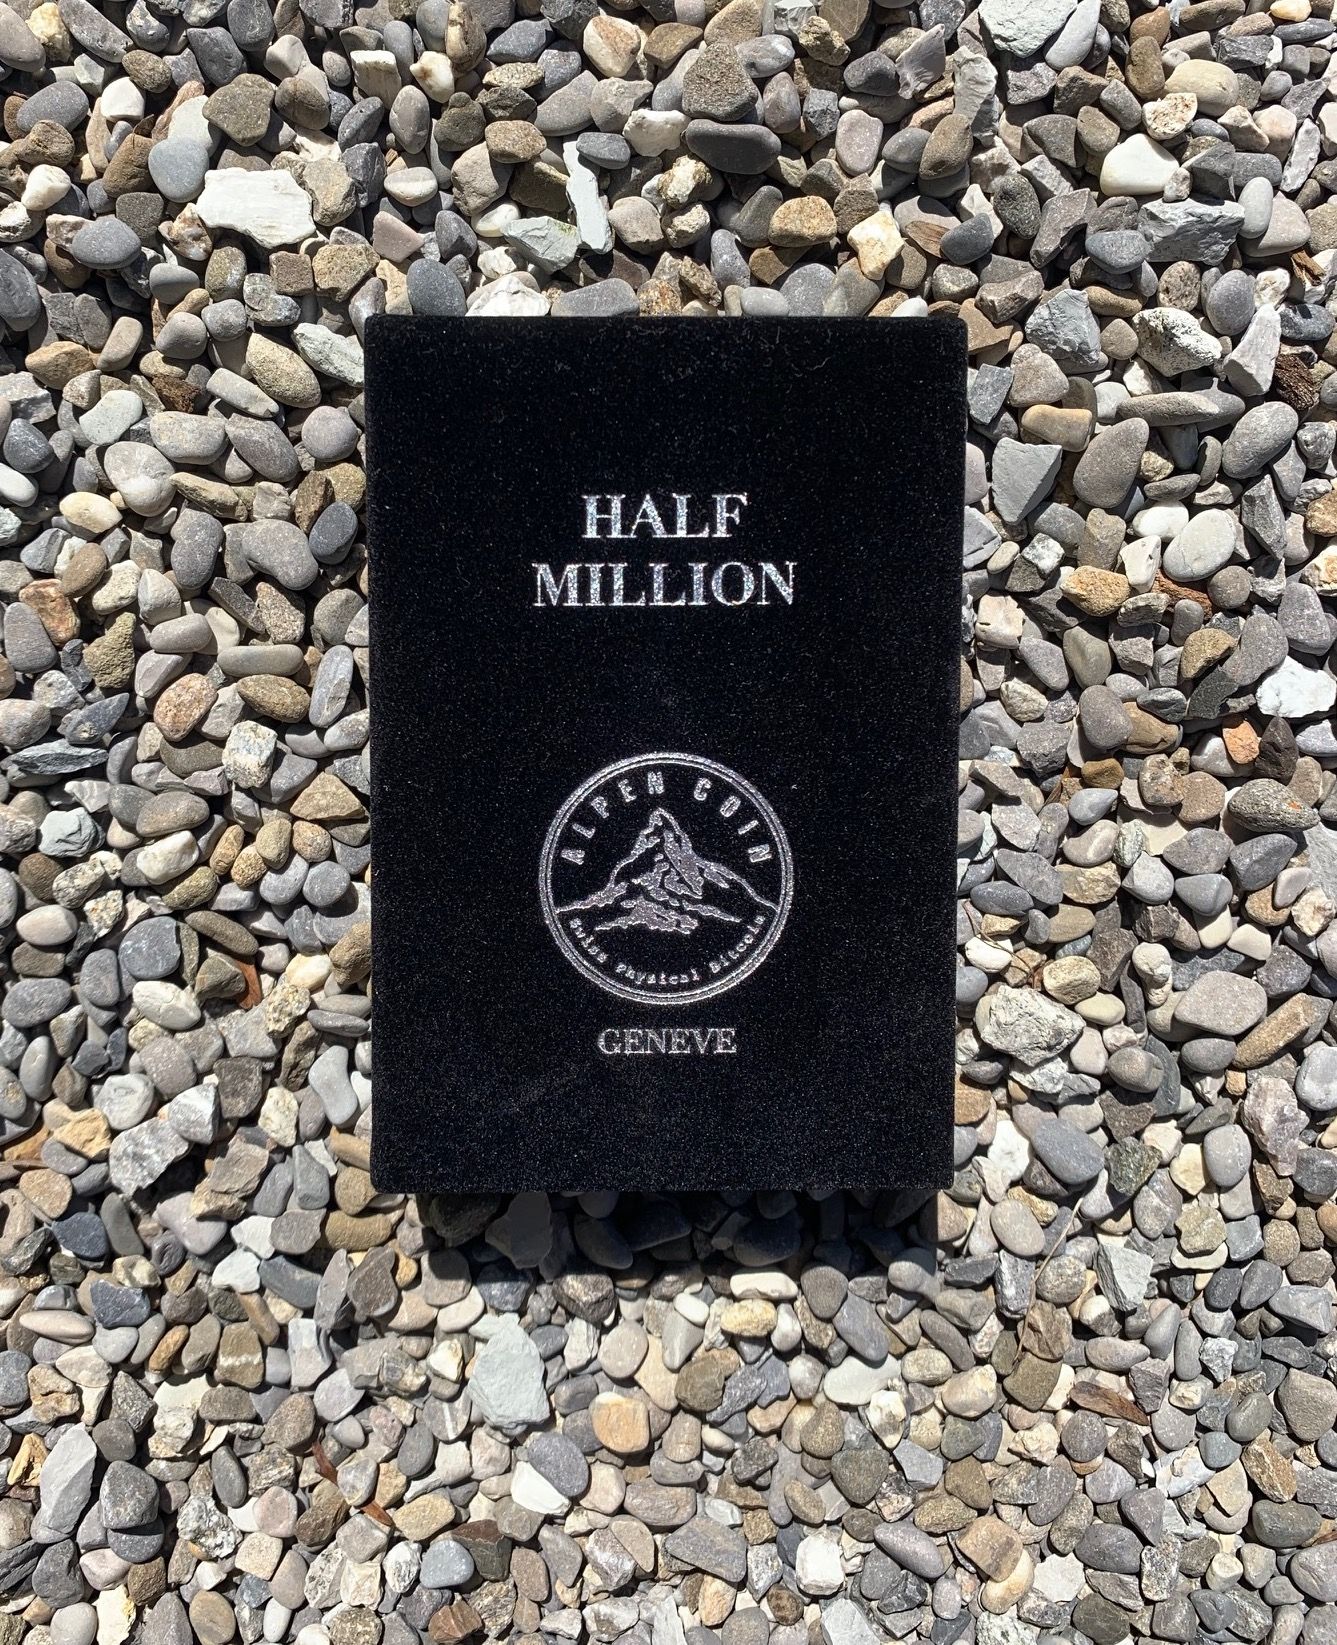 HALF
MILLION
ALPEN COIN
Swiss Physical Bitcoin
GENEVE